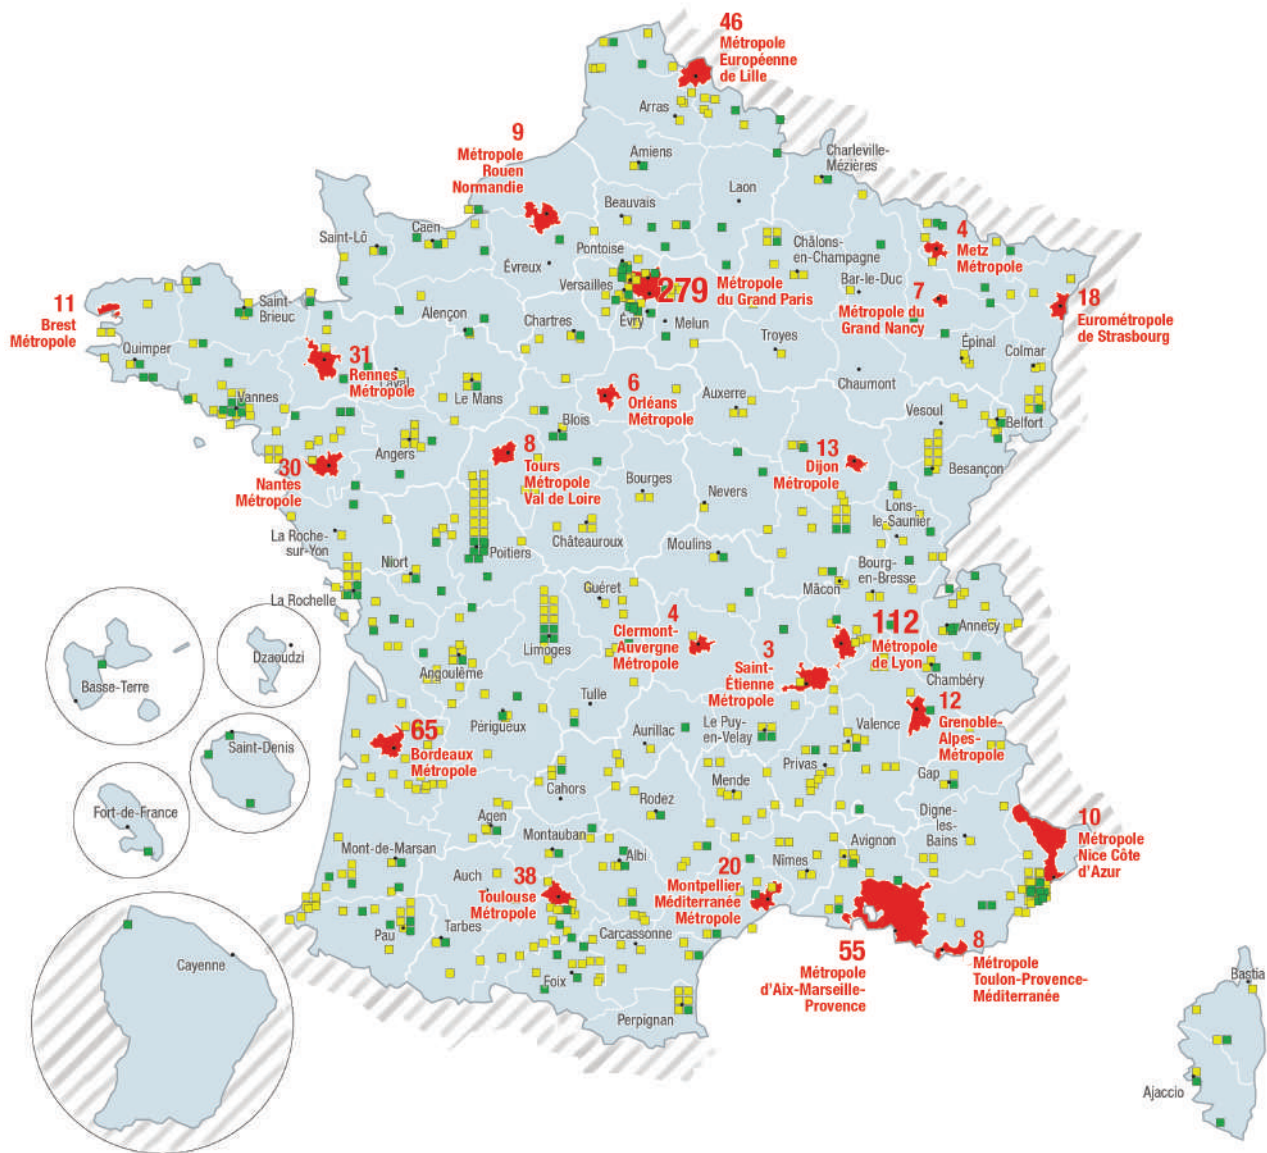 46
Métropole
Européenne
de Lille
Arras
9
Métropole
Rouen
Normandie
Amiens
Charleville-
Mézières
Laon
Beauvais
Saint-Lô
Caen
Pontoise
Évreux
Versailles
279
Métropole
du Grand Paris
Châlons-
en-Champagne
4
Metz
Métropole
Bar-le-Duc
7
Métropole du
Grand Nancy
18
Eurométropole
de Strasbourg
11
Brest
Métropole
Saint-
Brieuc
Alençon
Chartres
Évry
Melun
Troyes
Épinal
Colmar
Quimper
31
Rennes
Métropole
Laval
Le Mans
6
Orléans
Métropole
Auxerre
Chaumont
Vesoul
Belfort
Vannes
Blois
Angers
30
Nantes
Métropole
8
Tours
Métropole
Val de Loire
Bourges
Nevers
13
Dijon
Métropole
Besançon
Lons-
le-Saunier
La Roche-
sur-Yon
Poitiers
Châteauroux
Moulins
Niort
Mâcon
Bourg-
en-Bresse
La Rochelle
Guéret
Limoges
4
Clermont-
Auvergne
Métropole
112
Métropole
de Lyon
Annecy
3
Saint-
Étienne
Métropole
Chambéry
Basse-Terre
Dzaoudzi
Angoulême
Tulle
Périgueux
12
Grenoble-
Alpes-
Métropole
65
Bordeaux
Métropole
Aurillac
Le Puy-
en-Velay
Valence
Saint-Denis
Privas
Gap
Mende
Cahors
Rodez
Fort-de-France
Agen
Montauban
Digne-
les-
Bains
10
Métropole
Nice Côte
d'Azur
Mont-de-Marsan
Albi
Avignon
Nîmes
Auch
38
Toulouse
Métropole
20
Montpellier
Méditerranée
Métropole
Pau
Tarbes
Carcassonne
55
Métropole
d'Aix-Marseille-
Provence
8
Métropole
Toulon-Provence-
Méditerranée
Cayenne
Foix
Perpignan
Bastia
Ajaccio